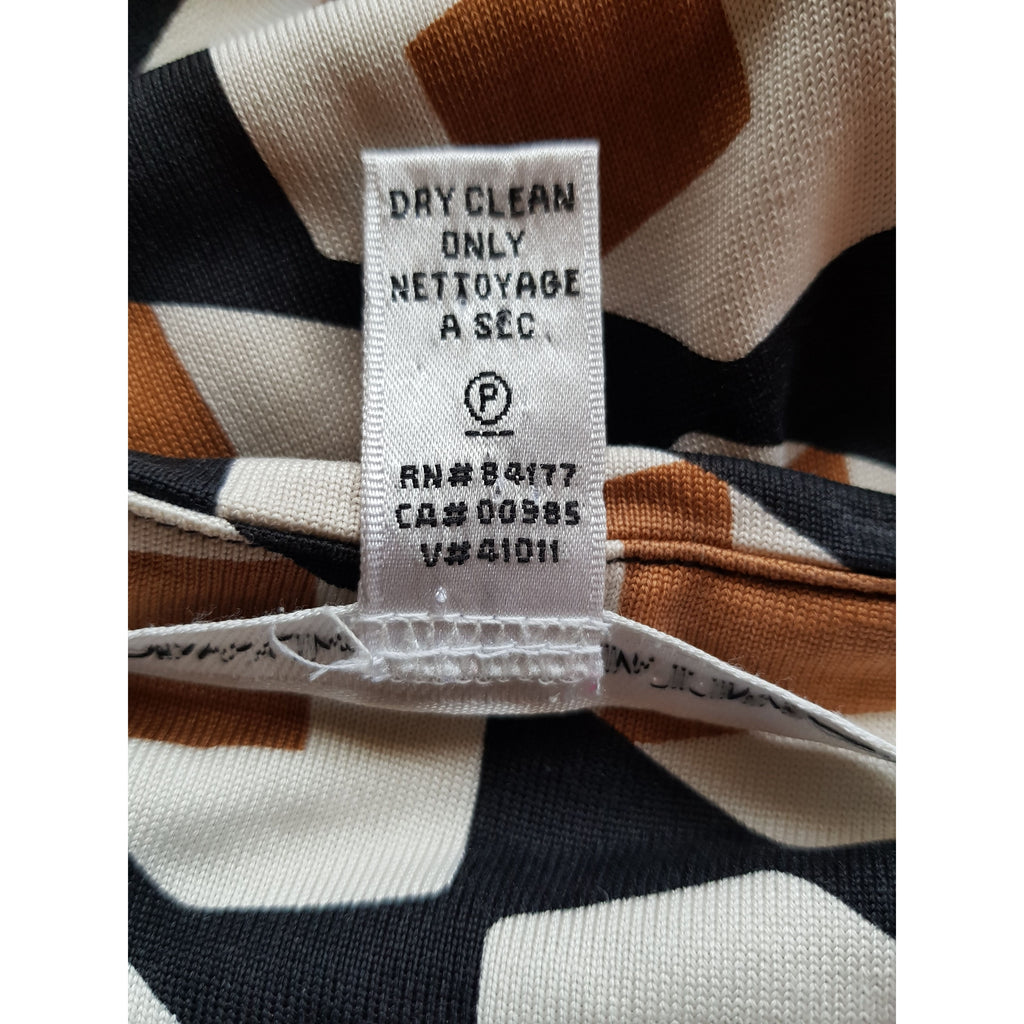 DRY CLEAN
ONLY
NETTOYAGE
A SEC
P
RN# 84177
CA# 00985
V# 41011